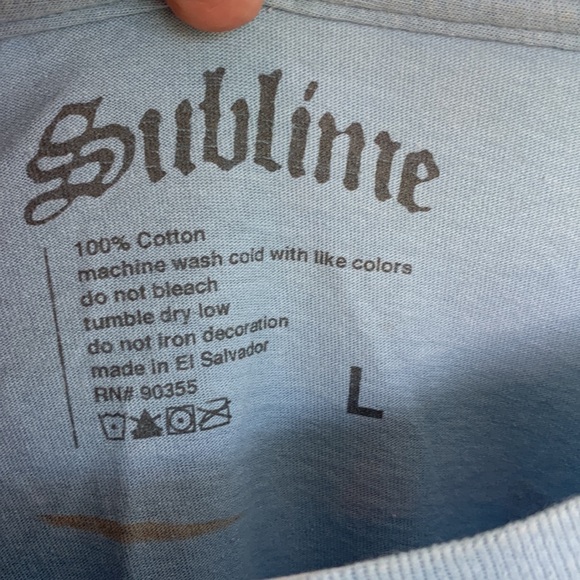 Sublime
100% Cotton
machine wash cold with like colors
do not bleach
tumble dry low
do not iron decoration
made in El Salvador
RN# 90355
L